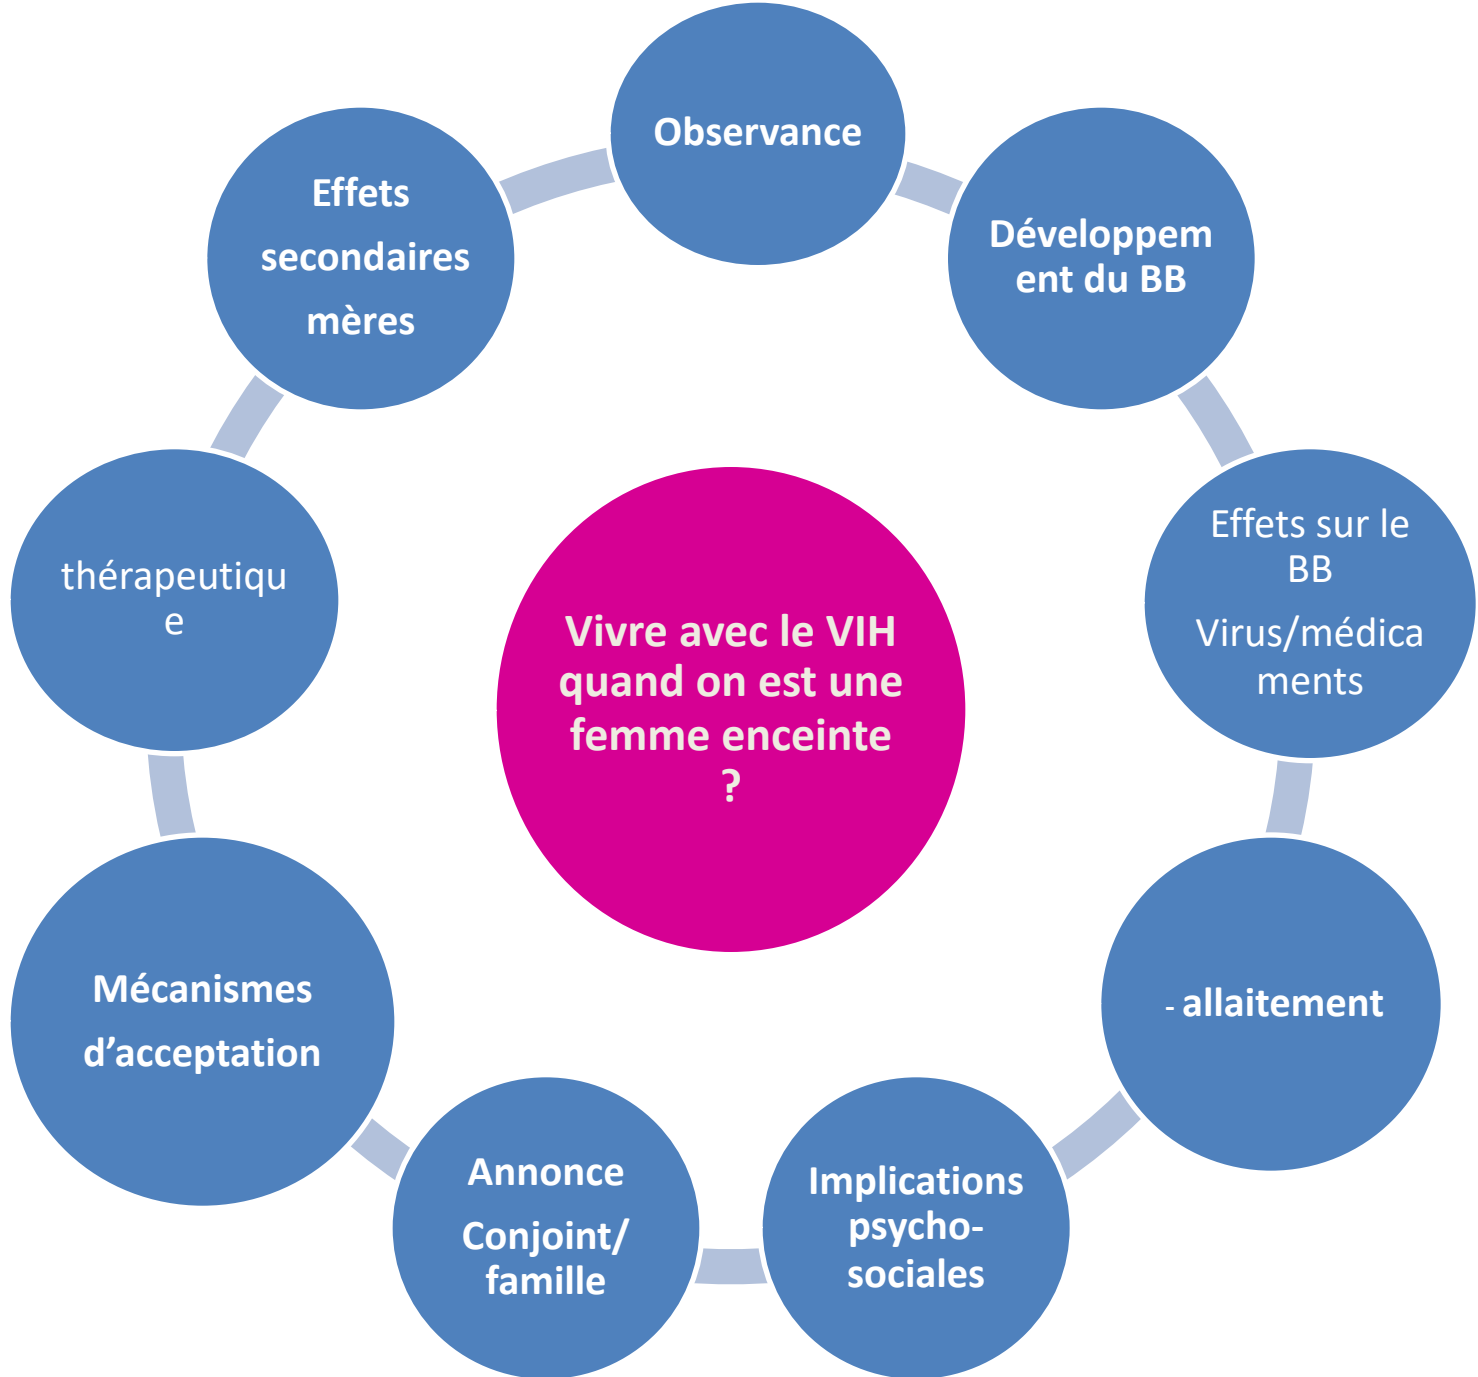 Observance
Développem
ent du BB
Effets sur le
BB
Virus/médica
ments
- allaitement
Implications
psycho-
sociales
Annonce
Conjoint/
famille
Mécanismes
d’acceptation
thérapeutiqu
e
Effets
secondaires
mères
Vivre avec le VIH
quand on est une
femme enceinte
?